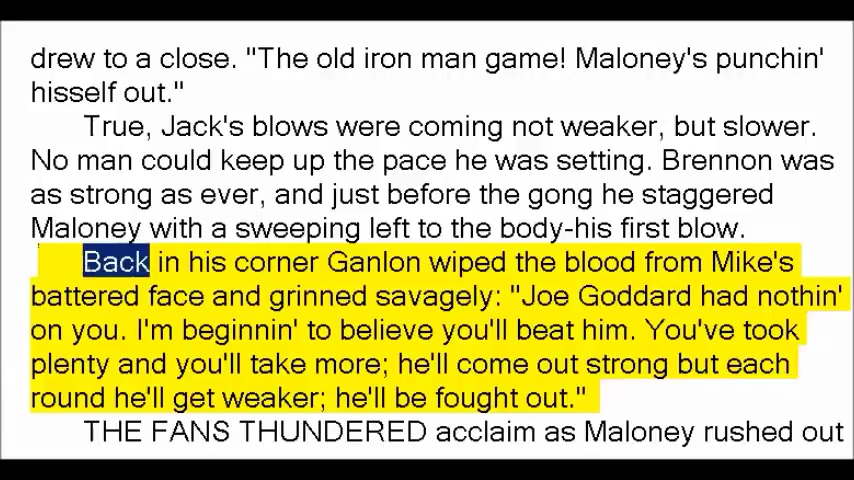 drew to a close. "The old iron man game! Maloney's punchin'
hisself out."
True, Jack's blows were coming not weaker, but slower.
No man could keep up the pace he was setting. Brennon was
as strong as ever, and just before the gong he staggered
Maloney with a sweeping left to the body-his first blow.
Back in his corner Ganlon wiped the blood from Mike's
battered face and grinned savagely: "Joe Goddard had nothin'
on you. I'm beginnin' to believe you'll beat him. You've took
plenty and you'll take more; he'll come out strong but each
round he'll get weaker; he'll be fought out."
THE FANS THUNDERED acclaim as Maloney rushed out